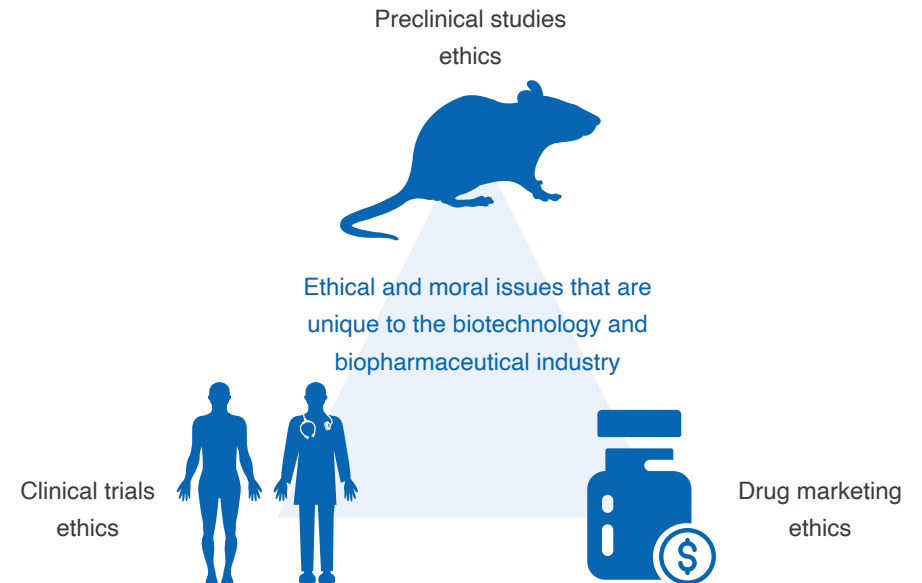 Preclinical studies
ethics
Ethical and moral issues that are
unique to the biotechnology and
biopharmaceutical industry
Clinical trials
ethics
Drug marketing
ethics
$